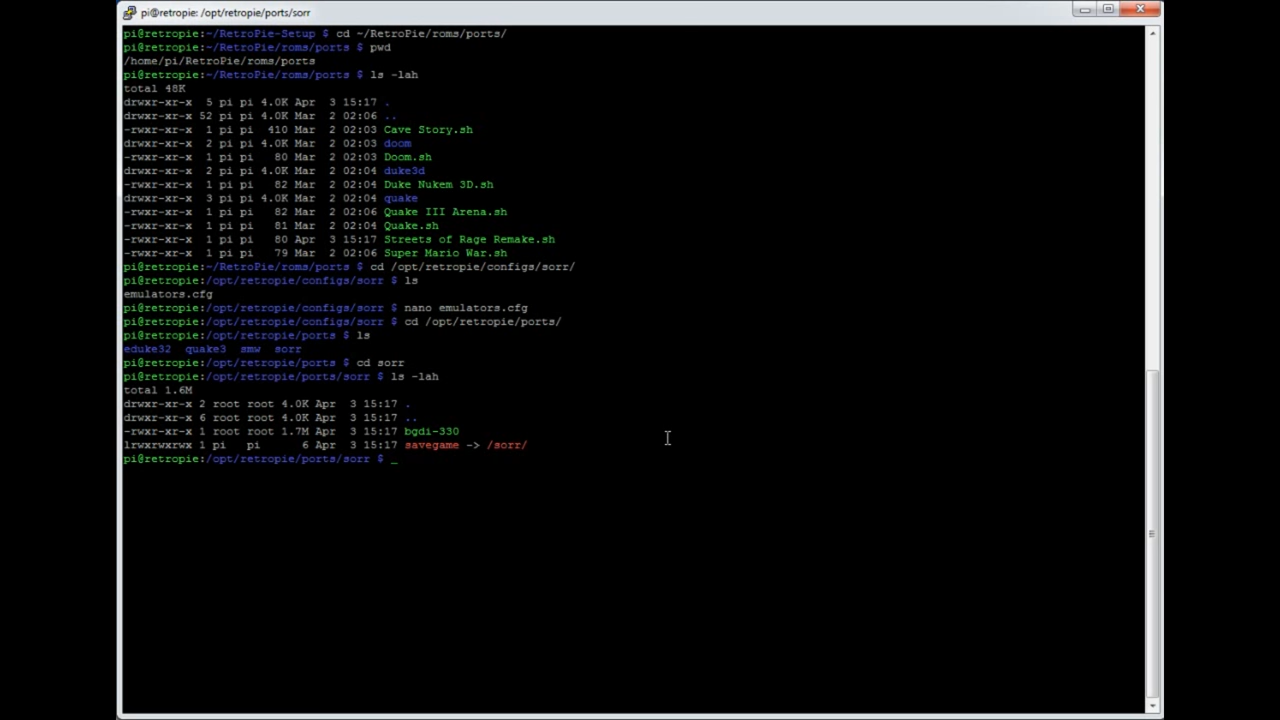 pi@retropie: /opt/retropie/ports/sorr
pi@retropie:~/RetroPie-Setup $ cd ~/RetroPie/roms/ports/
pi@retropie:~/RetroPie/roms/ports $ pwd
/home/pi/RetroPie/roms/ports
pi@retropie:~/RetroPie/roms/ports $ ls -lah
total 48K
drwxr-xr-x  5 pi pi 4.0K Apr  3 15:17 .
drwxr-xr-x 52 pi pi 4.0K Mar  2 02:06 ..
-rwxr-xr-x  1 pi pi  410 Mar  2 02:03 Cave Story.sh
drwxr-xr-x  2 pi pi 4.0K Mar  2 02:03 doom
-rwxr-xr-x  1 pi pi   80 Mar  2 02:03 Doom.sh
drwxr-xr-x  2 pi pi 4.0K Mar  2 02:04 duke3d
-rwxr-xr-x  1 pi pi   82 Mar  2 02:04 Duke Nukem 3D.sh
drwxr-xr-x  3 pi pi 4.0K Mar  2 02:04 quake
-rwxr-xr-x  1 pi pi   82 Mar  2 02:06 Quake III Arena.sh
-rwxr-xr-x  1 pi pi   81 Mar  2 02:04 Quake.sh
-rwxr-xr-x  1 pi pi   80 Apr  3 15:17 Streets of Rage Remake.sh
-rwxr-xr-x  1 pi pi   79 Mar  2 02:06 Super Mario War.sh
pi@retropie:~/RetroPie/roms/ports $ cd /opt/retropie/configs/sorr/
pi@retropie:/opt/retropie/configs/sorr $ ls
emulators.cfg
pi@retropie:/opt/retropie/configs/sorr $ nano emulators.cfg
pi@retropie:/opt/retropie/configs/sorr $ cd /opt/retropie/ports/
pi@retropie:/opt/retropie/ports $ ls
eduke32  quake3  smw  sorr
pi@retropie:/opt/retropie/ports $ cd sorr
pi@retropie:/opt/retropie/ports/sorr $ ls -lah
total 1.6M
drwxr-xr-x 2 root root 4.0K Apr  3 15:17 .
drwxr-xr-x 6 root root 4.0K Apr  3 15:17 ..
-rwxr-xr-x 1 root root 1.7M Apr  3 15:17 bgdi-330
lrwxrwxrwx 1 pi   pi      6 Apr  3 15:17 savegame -> /sorr/
pi@retropie:/opt/retropie/ports/sorr $ _